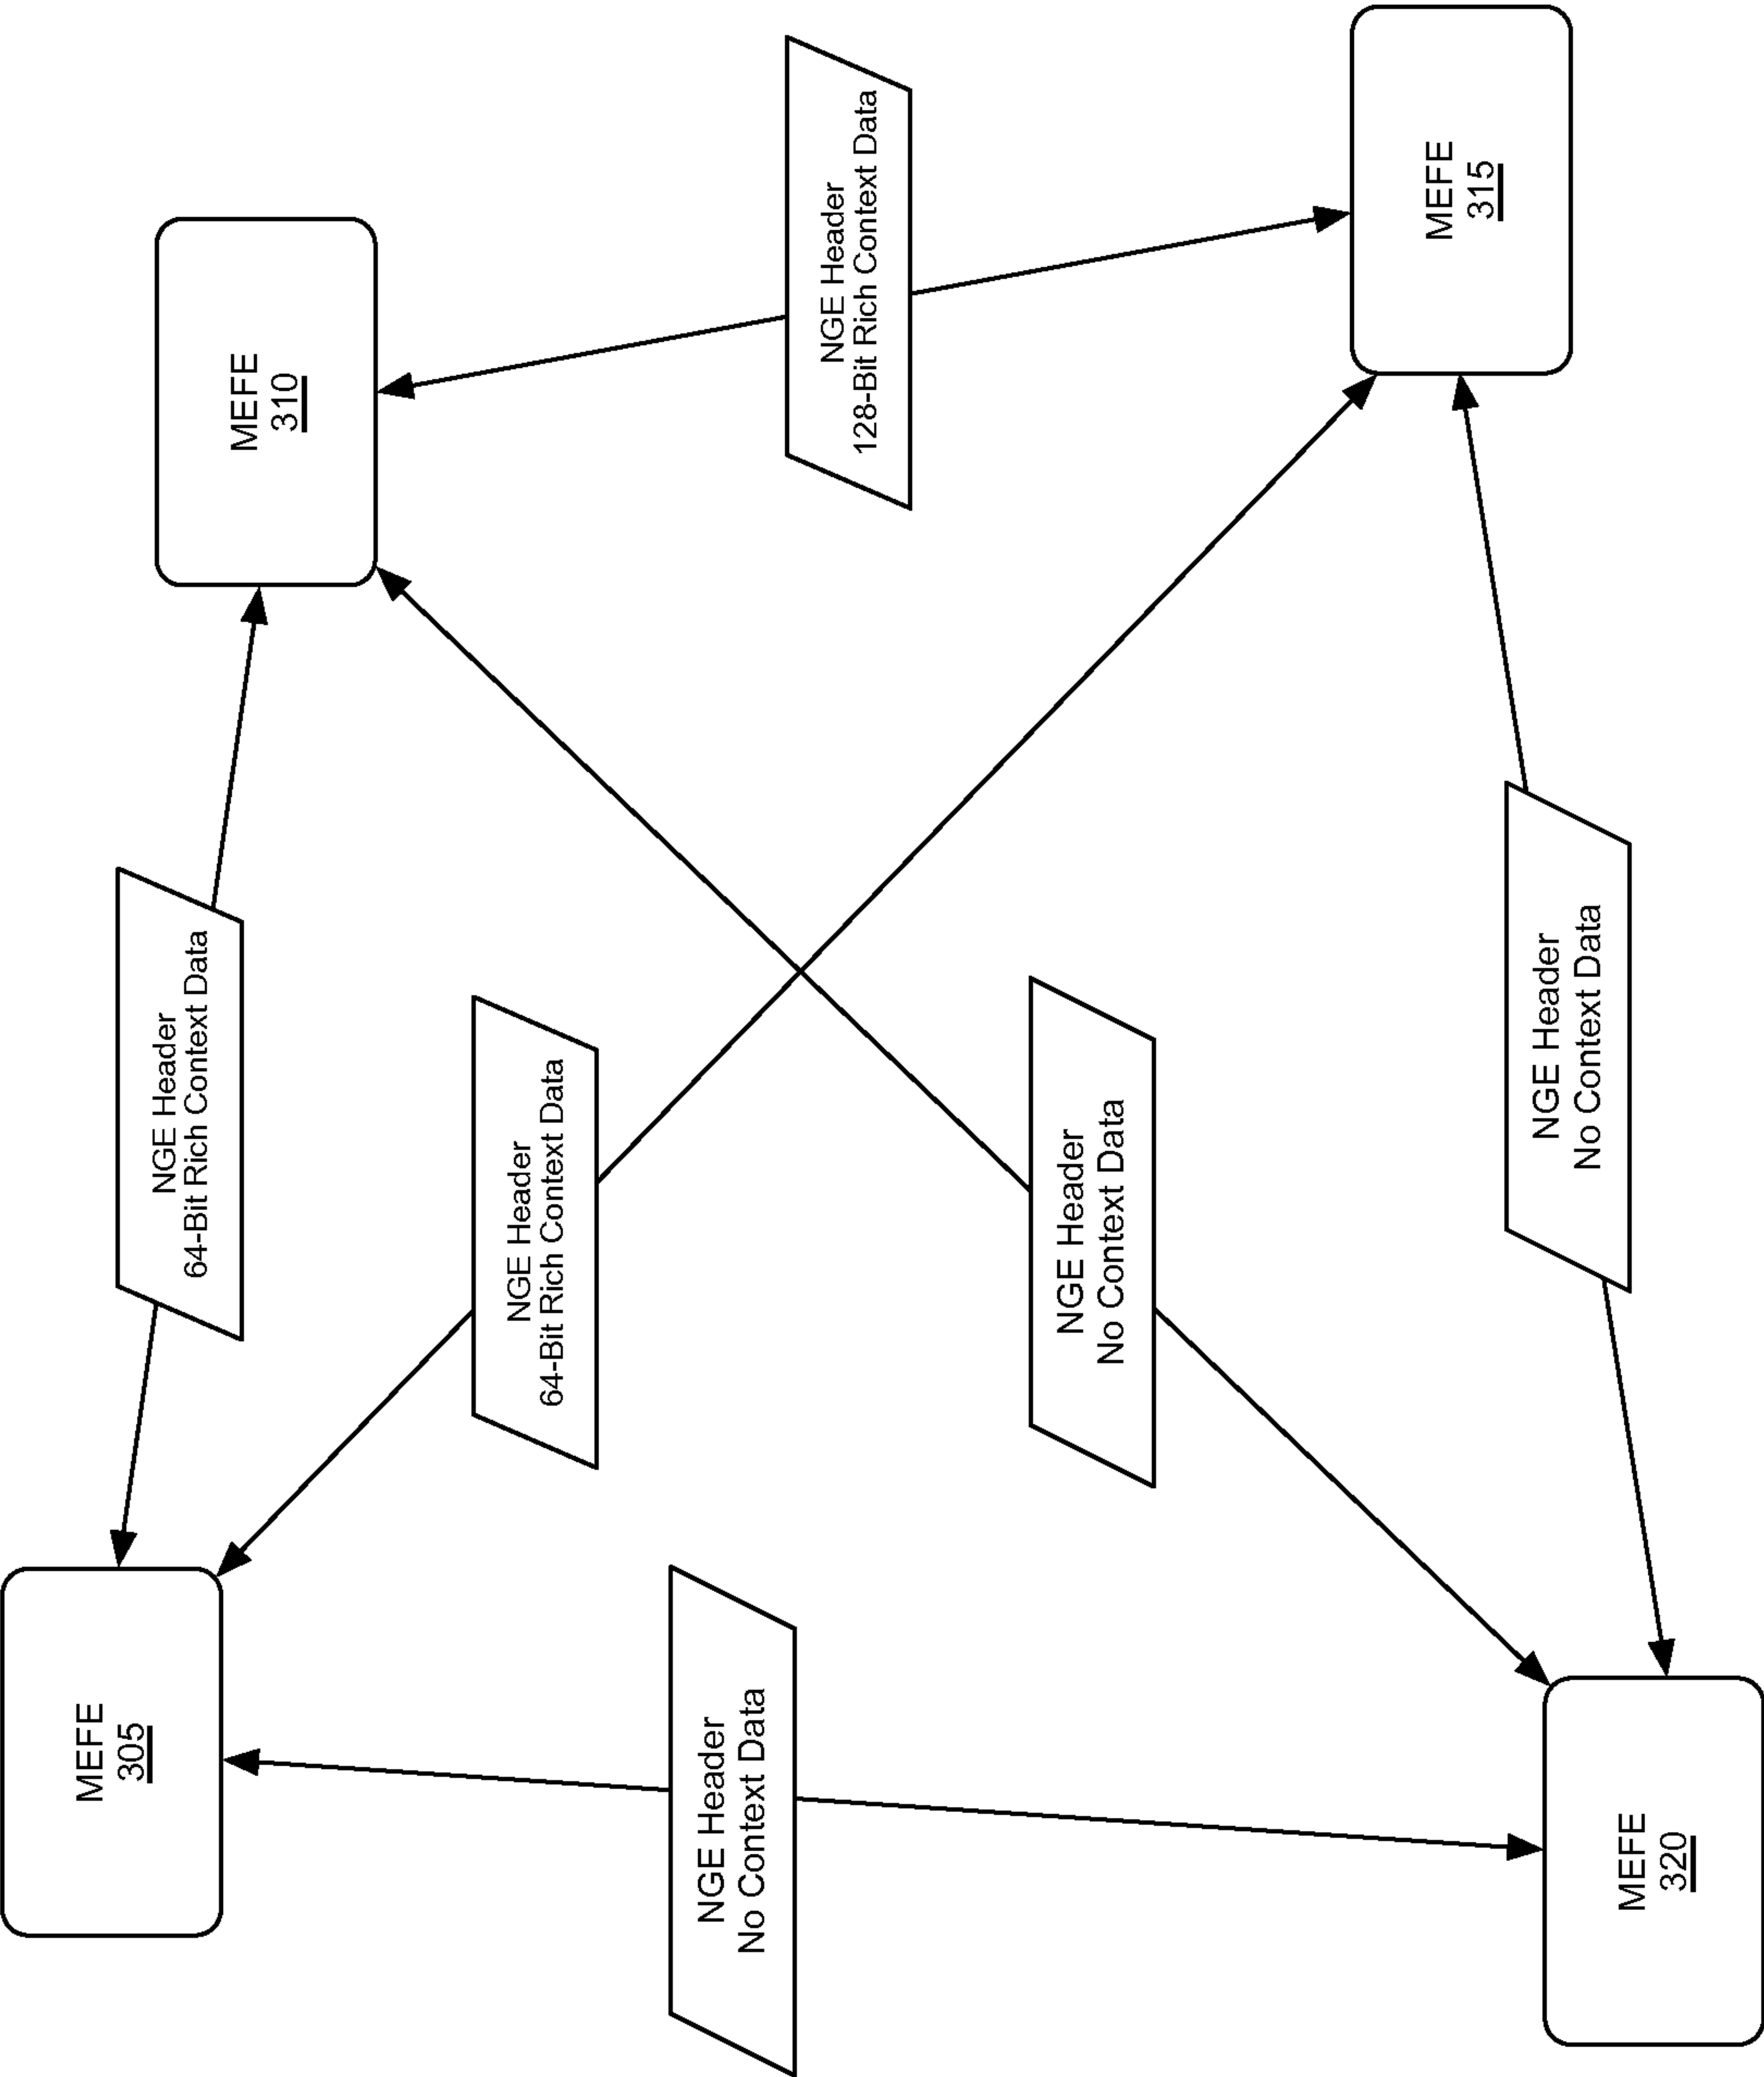 MEFE
305
NGE Header
64-Bit Rich Context Data
MEFE
310
NGE Header
64-Bit Rich Context Data
NGE Header
No Context Data
NGE Header
128-Bit Rich Context Data
NGE Header
No Context Data
MEFE
315
NGE Header
No Context Data
MEFE
320